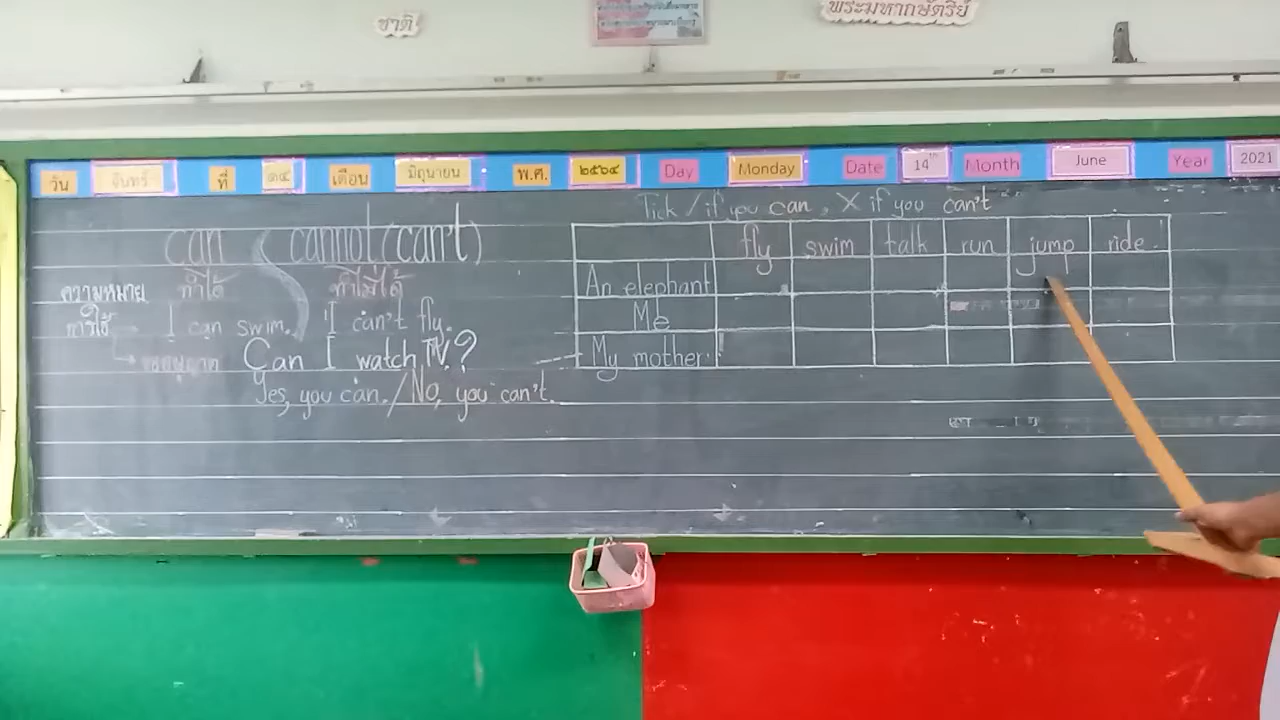 ชาติ
พระมหากษัตริย์
วัน จันทร์ ที่ ๑๔ เดือน มิถุนายน พ.ศ. ๒๕๖๔ Day Monday Date 14th Month June Year 2021
can cannot (can't)
ความหมาย ทำได้ ทำไม่ได้
การใช้ I can swim. I can't fly.
Can I watch TV?
Yes, you can. / No, you can't.
Tick / if you can, X if you can't
fly swim talk run jump ride
An elephant
Me
My mother